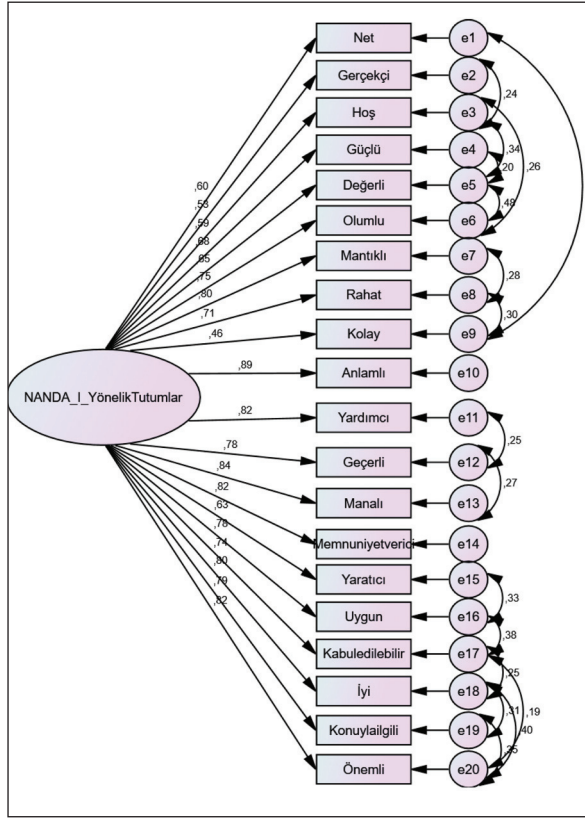 Net
e1
Gerçekçi
e2
,24
Hoş
e3
Güçlü
e4
,34
,20
,26
Değerli
e5
,48
,60
,53
,59
,68
,65
,75
,80
,71
,46
Olumlu
e6
Mantıklı
e7
,28
Rahat
e8
,30
Kolay
e9
,89
Anlamlı
e10
NANDA_I_YönelikTutumlar
,82
Yardımcı
e11
,25
,78
Geçerli
e12
,27
,84
Manalı
e13
,82
,63
,78
,74
,80
,79
,82
Memnuniyetverici
e14
Yaratıcı
e15
,33
Uygun
e16
,38
Kabuledilebilir
e17
,25
İyi
e18
,31
,19
,40
Konuylailgili
e19
Önemli
e20